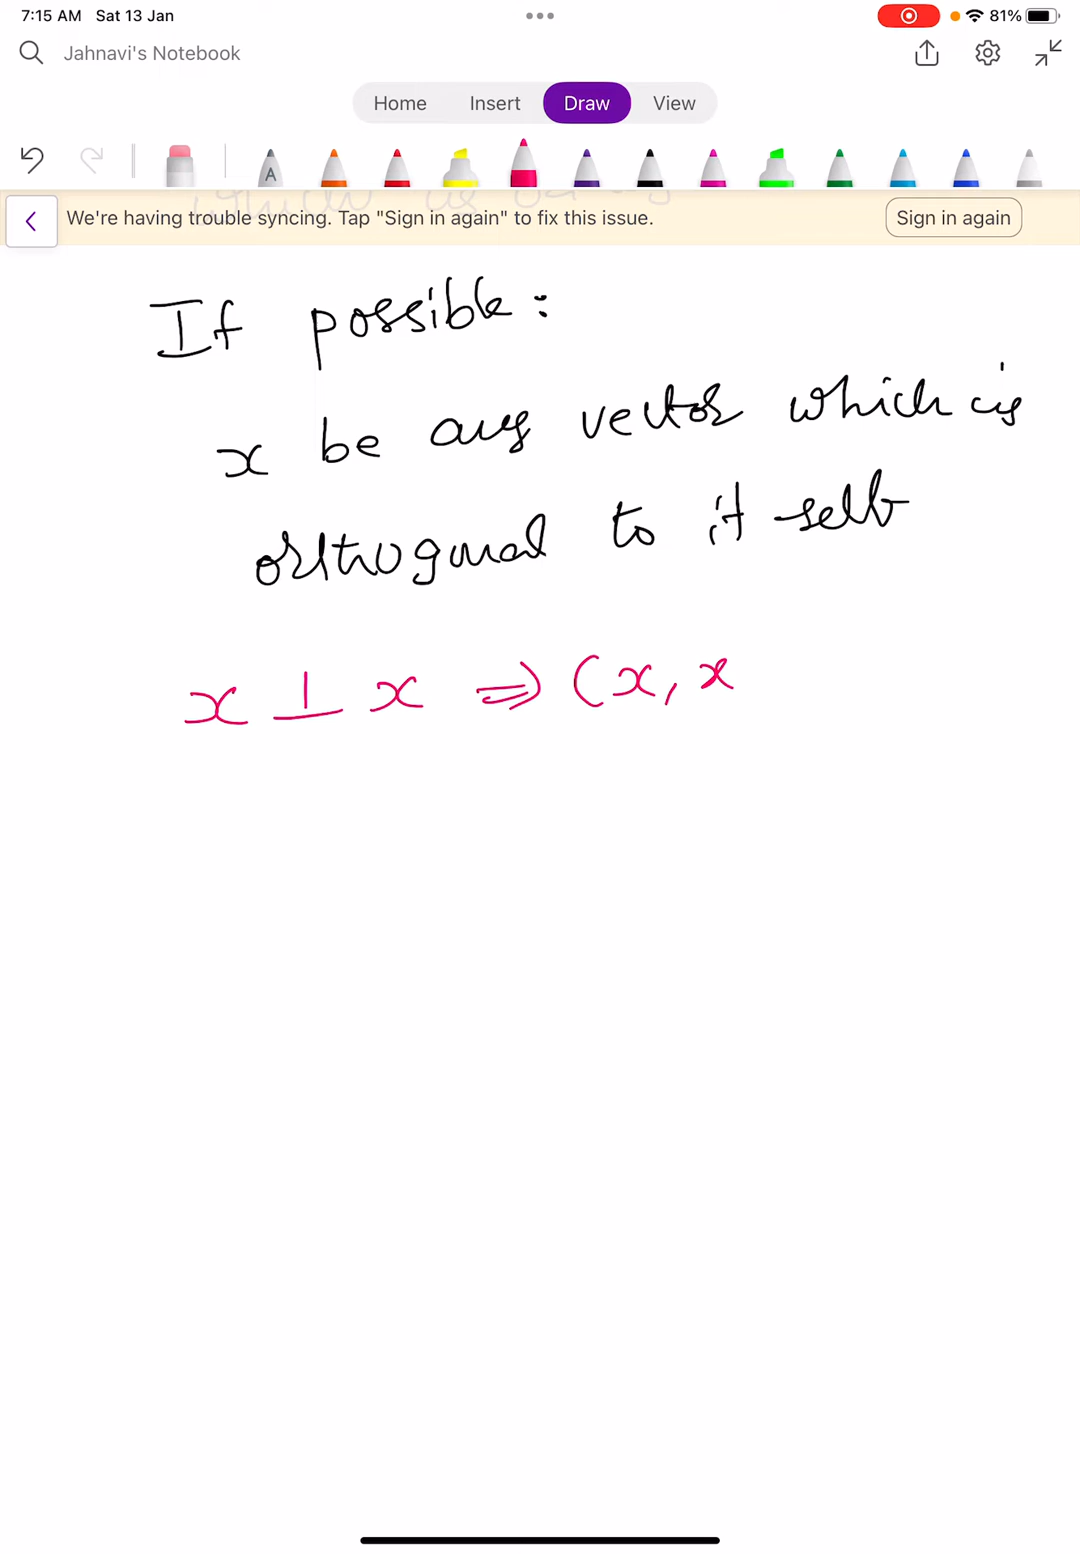 7:15 AM Sat 13 Jan
81%
Jahnavi's Notebook
Home Insert Draw View
A
We're having trouble syncing. Tap "Sign in again" to fix this issue. Sign in again
If possible:
x be any vector which is
orthogonal to it self
x ⊥ x ⇒ (x, x